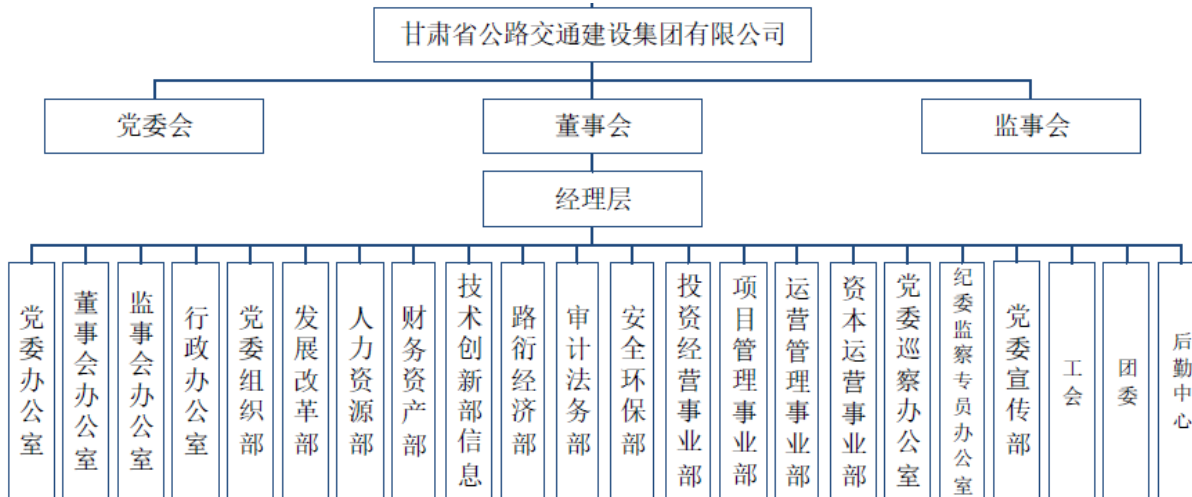 甘肃省公路交通建设集团有限公司
党委会
董事会
监事会
经理层
党委办公室
董事会办公室
监事会办公室
行政办公室
党委组织部
发展改革部
人力资源部
财务资产部
技术创新部信息
路衍经济部
审计法务部
安全环保部
投资经营事业部
项目管理事业部
运营管理事业部
资本运营事业部
党委巡察办公室
纪委监察专员办公室
党委宣传部
工会
团委
后勤中心